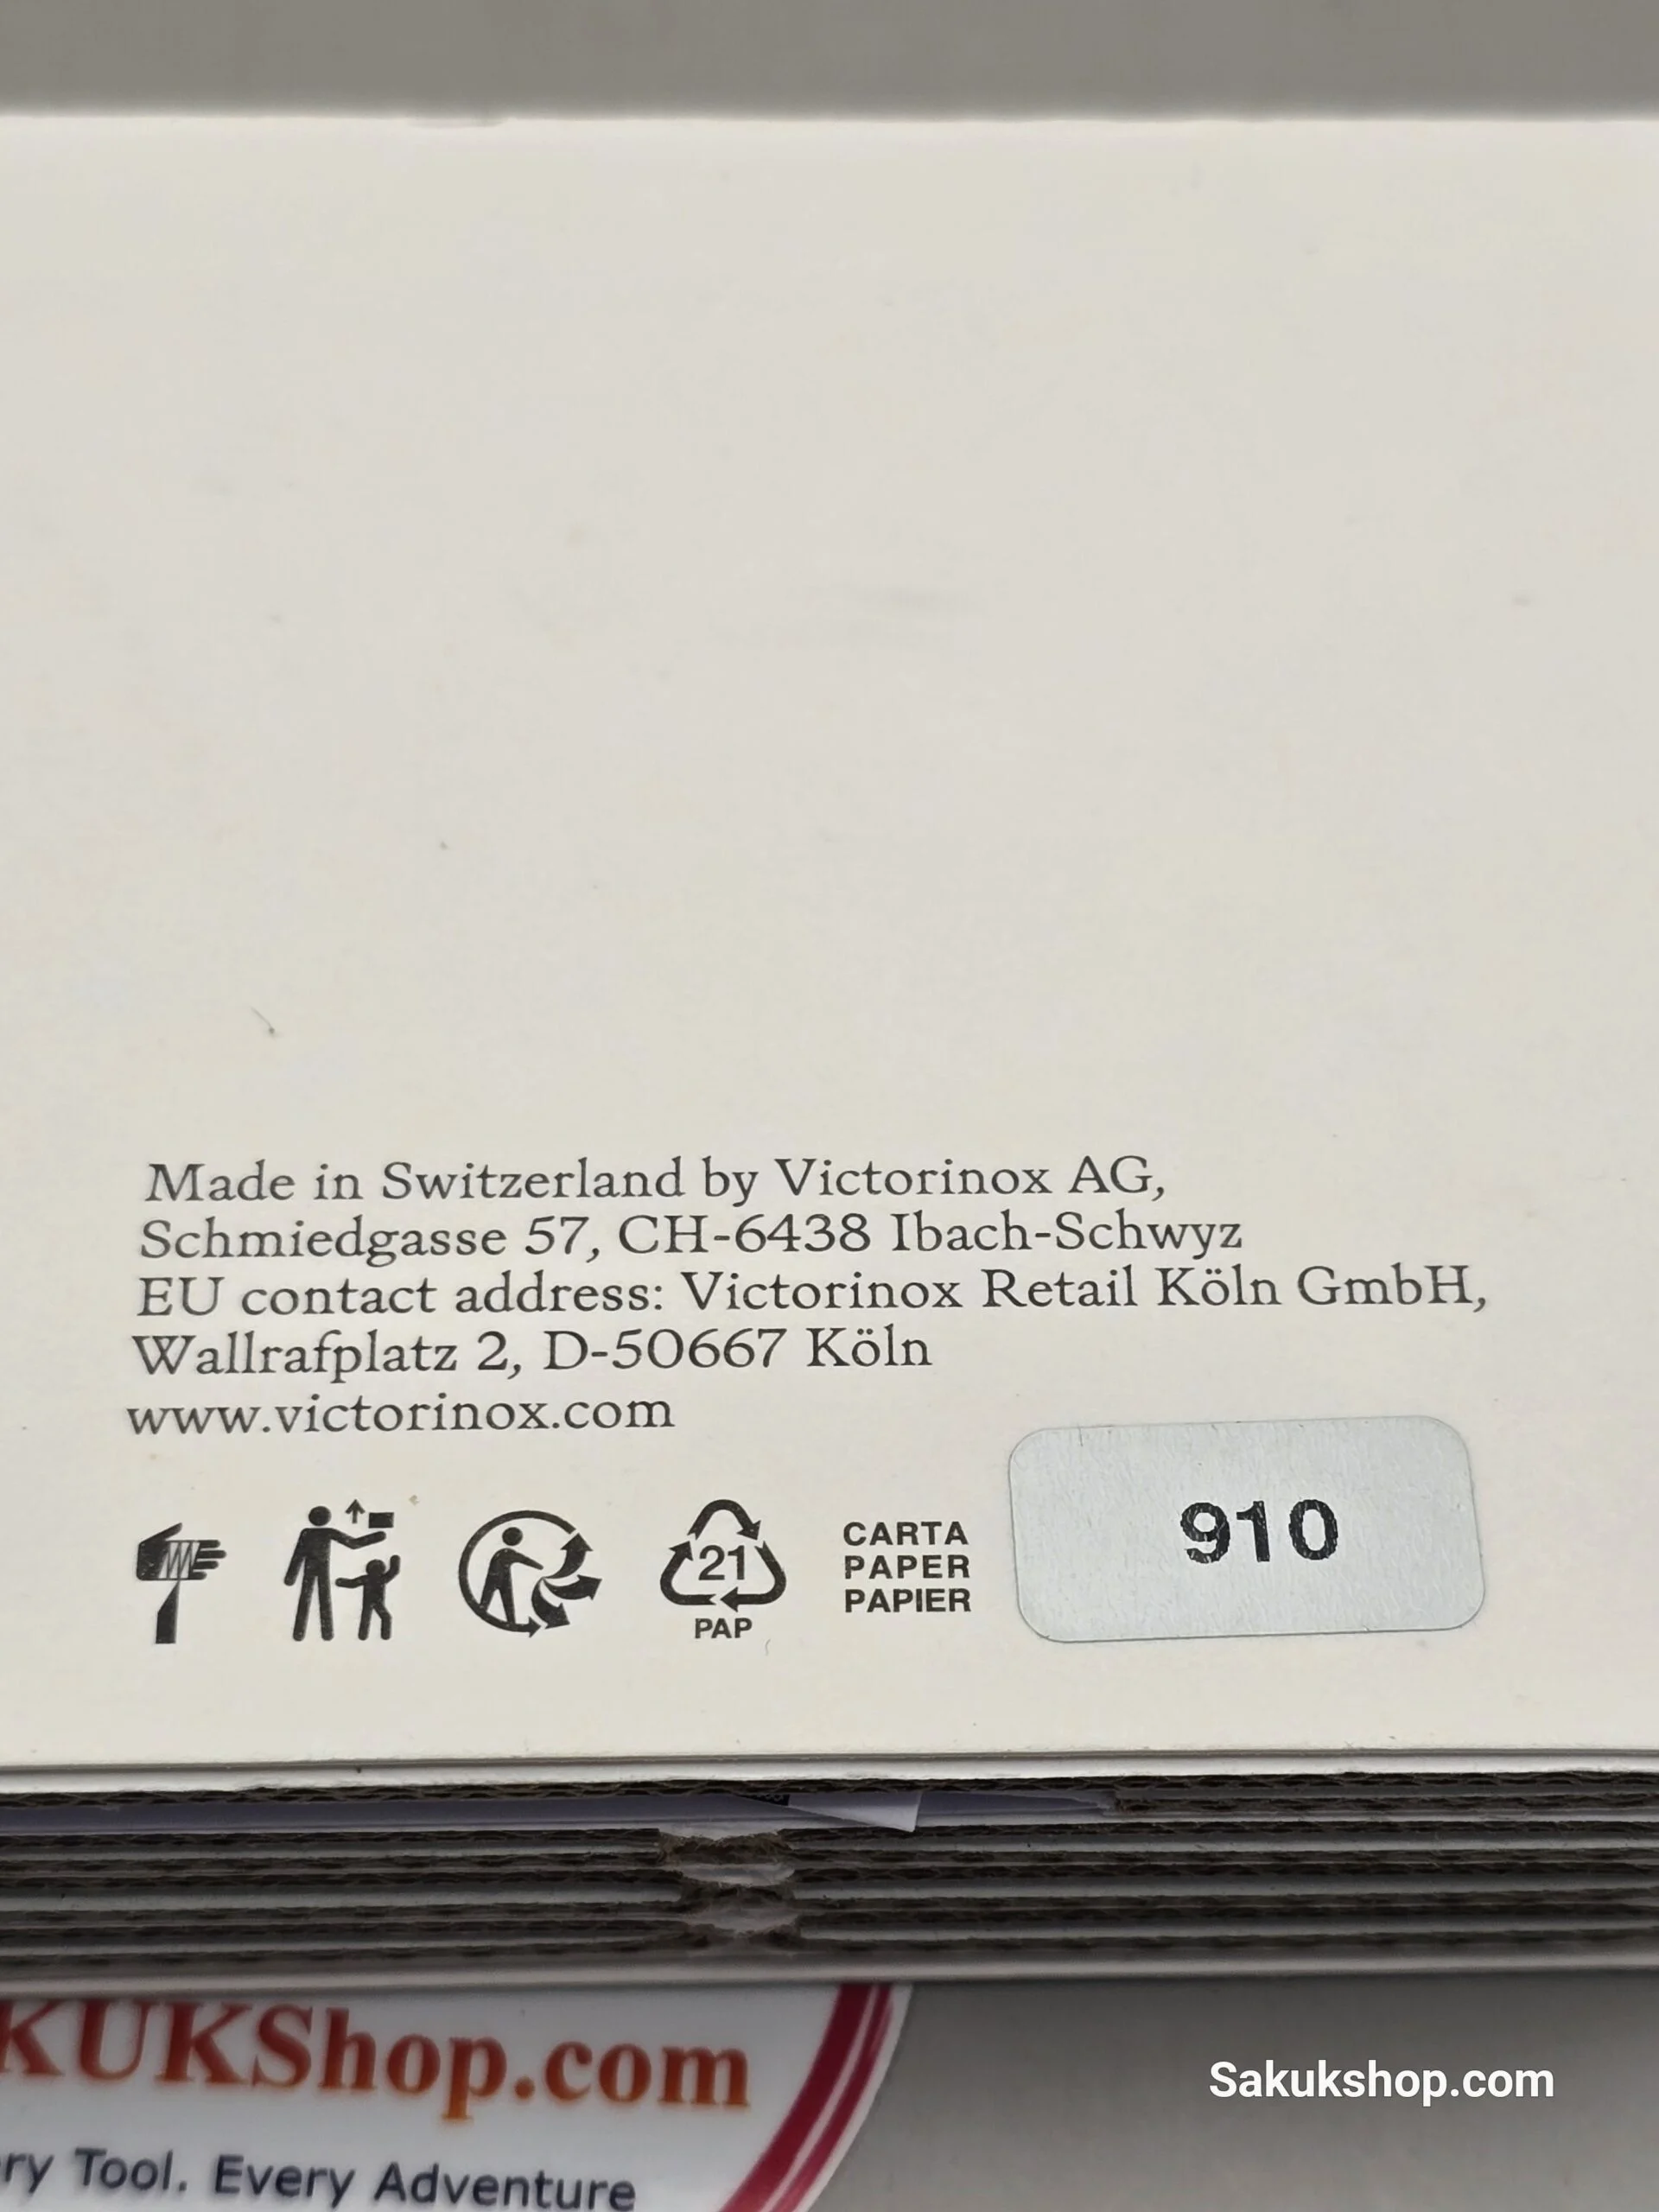 Made in Switzerland by Victorinox AG,
Schmiedgasse 57, CH-6438 Ibach-Schwyz
EU contact address: Victorinox Retail Köln GmbH,
Wallrafplatz 2, D-50667 Köln
www.victorinox.com
21
PAP
CARTA
PAPER
PAPIER
910
KUKShop.com
ry Tool. Every Adventure
Sakukshop.com